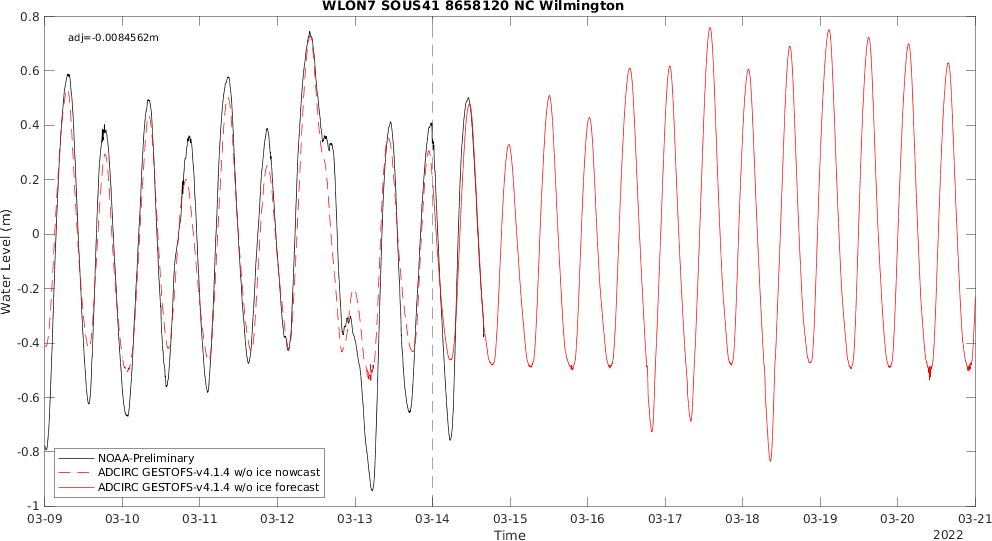 WLON7 SOUS41 8658120 NC Wilmington
adj=-0.0084562m
Water Level (m)
0.8
0.6
0.4
0.2
0
-0.2
-0.4
-0.6
-0.8
-1
NOAA-Preliminary
ADCIRC GESTOFS-v4.1.4 w/o ice nowcast
ADCIRC GESTOFS-v4.1.4 w/o ice forecast
03-09 03-10 03-11 03-12 03-13 03-14 03-15 03-16 03-17 03-18 03-19 03-20 03-21
Time
2022